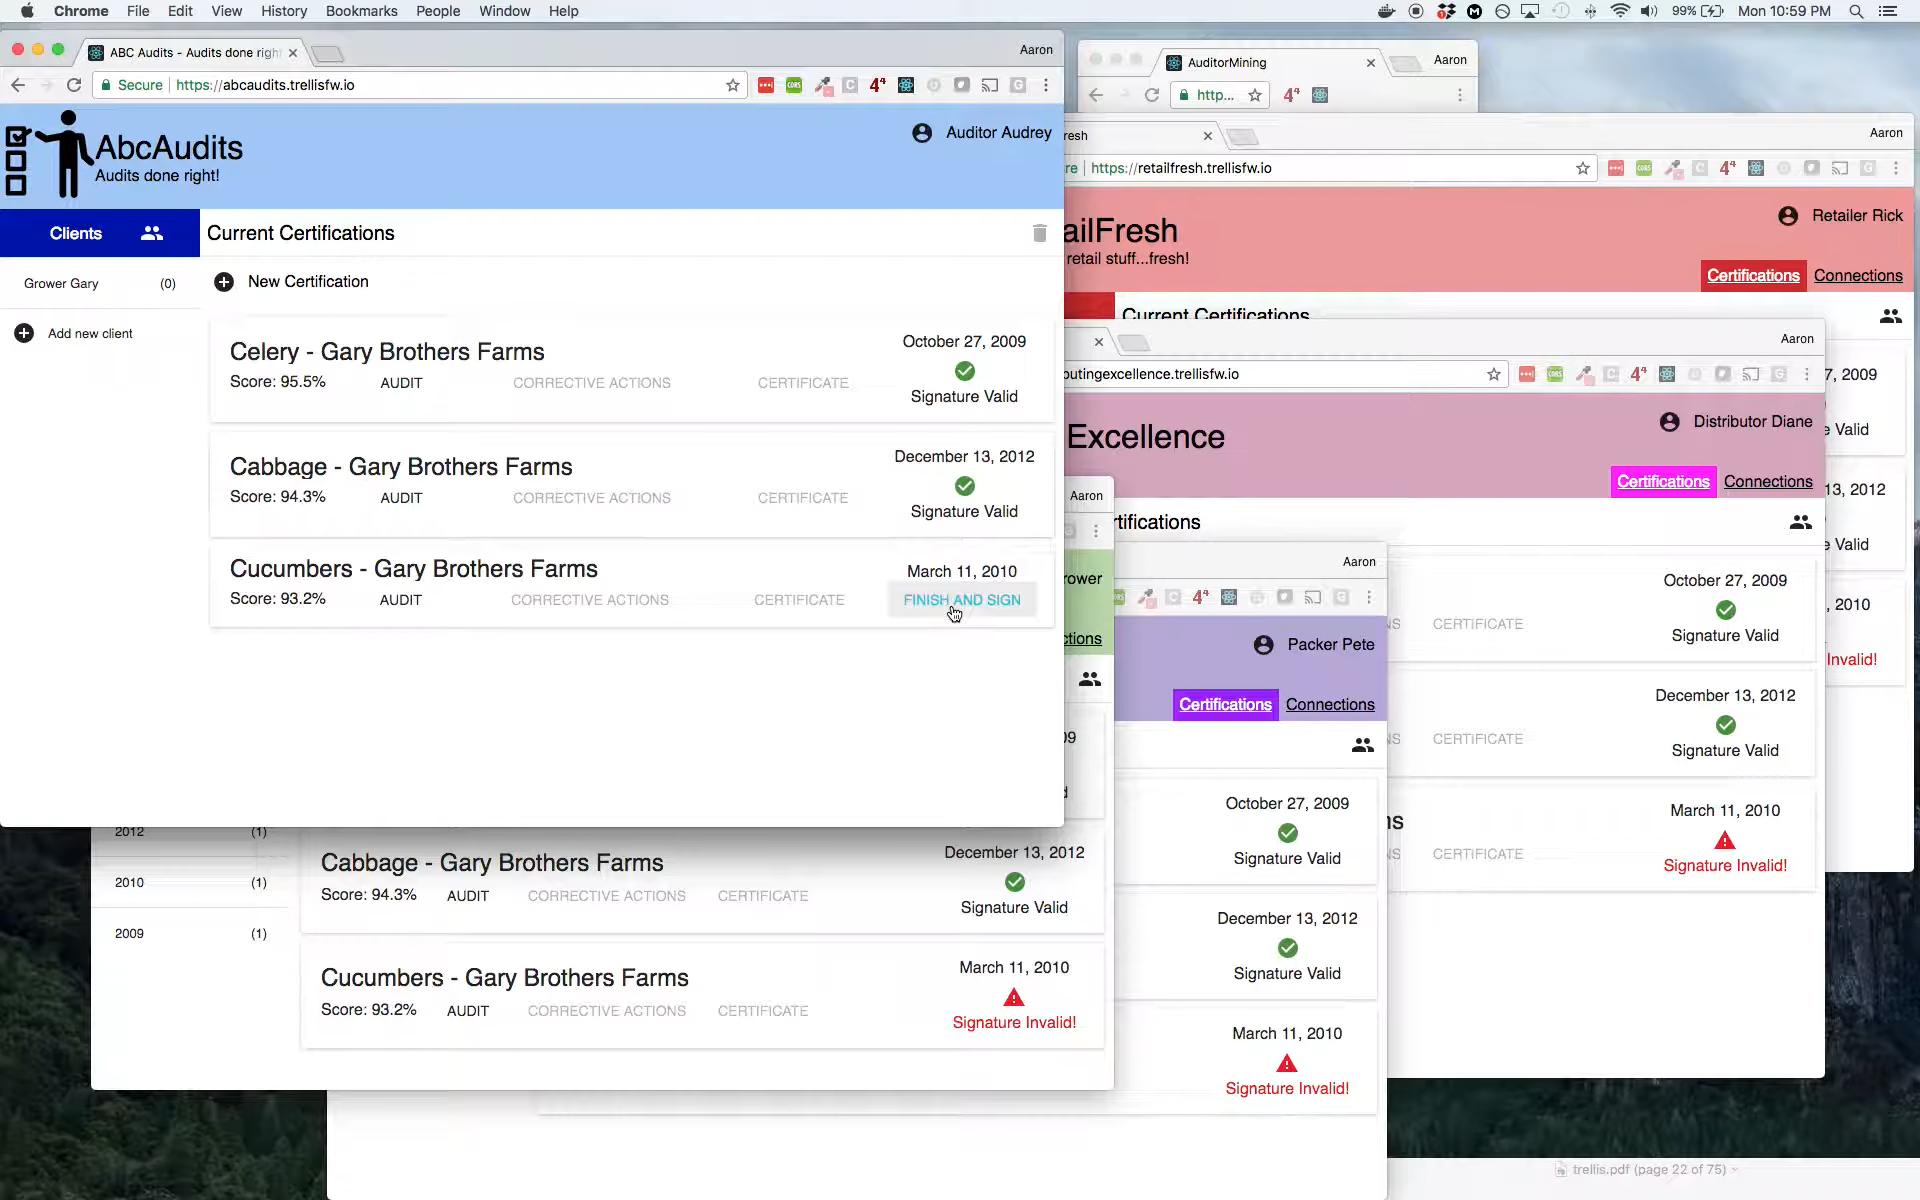 Chrome File Edit View History Bookmarks People Window Help
99% Mon 10:59 PM
ABC Audits - Audits done righ
Aaron
Secure https://abcaudits.trellisfw.io
AbcAudits
Audits done right!
Auditor Audrey
Clients
Current Certifications
Grower Gary (0)
New Certification
Add new client
Celery - Gary Brothers Farms
October 27, 2009
Score: 95.5% AUDIT CORRECTIVE ACTIONS CERTIFICATE
Signature Valid
Cabbage - Gary Brothers Farms
December 13, 2012
Score: 94.3% AUDIT CORRECTIVE ACTIONS CERTIFICATE
Signature Valid
Cucumbers - Gary Brothers Farms
March 11, 2010
Score: 93.2% AUDIT CORRECTIVE ACTIONS CERTIFICATE
FINISH AND SIGN
AuditorMining
Aaron
http...
resh
Aaron
re https://retailfresh.trellisfw.io
ailFresh
retail stuff...fresh!
Retailer Rick
Certifications Connections
Current Certifications
7, 2009
e Valid
13, 2012
e Valid
, 2010
Invalid!
Aaron
outingexcellence.trellisfw.io
Excellence
Distributor Diane
Certifications Connections
rtifications
October 27, 2009
NS CERTIFICATE
Signature Valid
December 13, 2012
NS CERTIFICATE
Signature Valid
ns
March 11, 2010
NS CERTIFICATE
Signature Invalid!
Aaron
Packer Pete
Certifications Connections
October 27, 2009
Signature Valid
December 13, 2012
Signature Valid
March 11, 2010
Signature Invalid!
Aaron
rower
ctions
09
d
2012 (1)
2010 (1)
2009 (1)
Cabbage - Gary Brothers Farms
December 13, 2012
Score: 94.3% AUDIT CORRECTIVE ACTIONS CERTIFICATE
Signature Valid
Cucumbers - Gary Brothers Farms
March 11, 2010
Score: 93.2% AUDIT CORRECTIVE ACTIONS CERTIFICATE
Signature Invalid!
trellis.pdf (page 22 of 75)